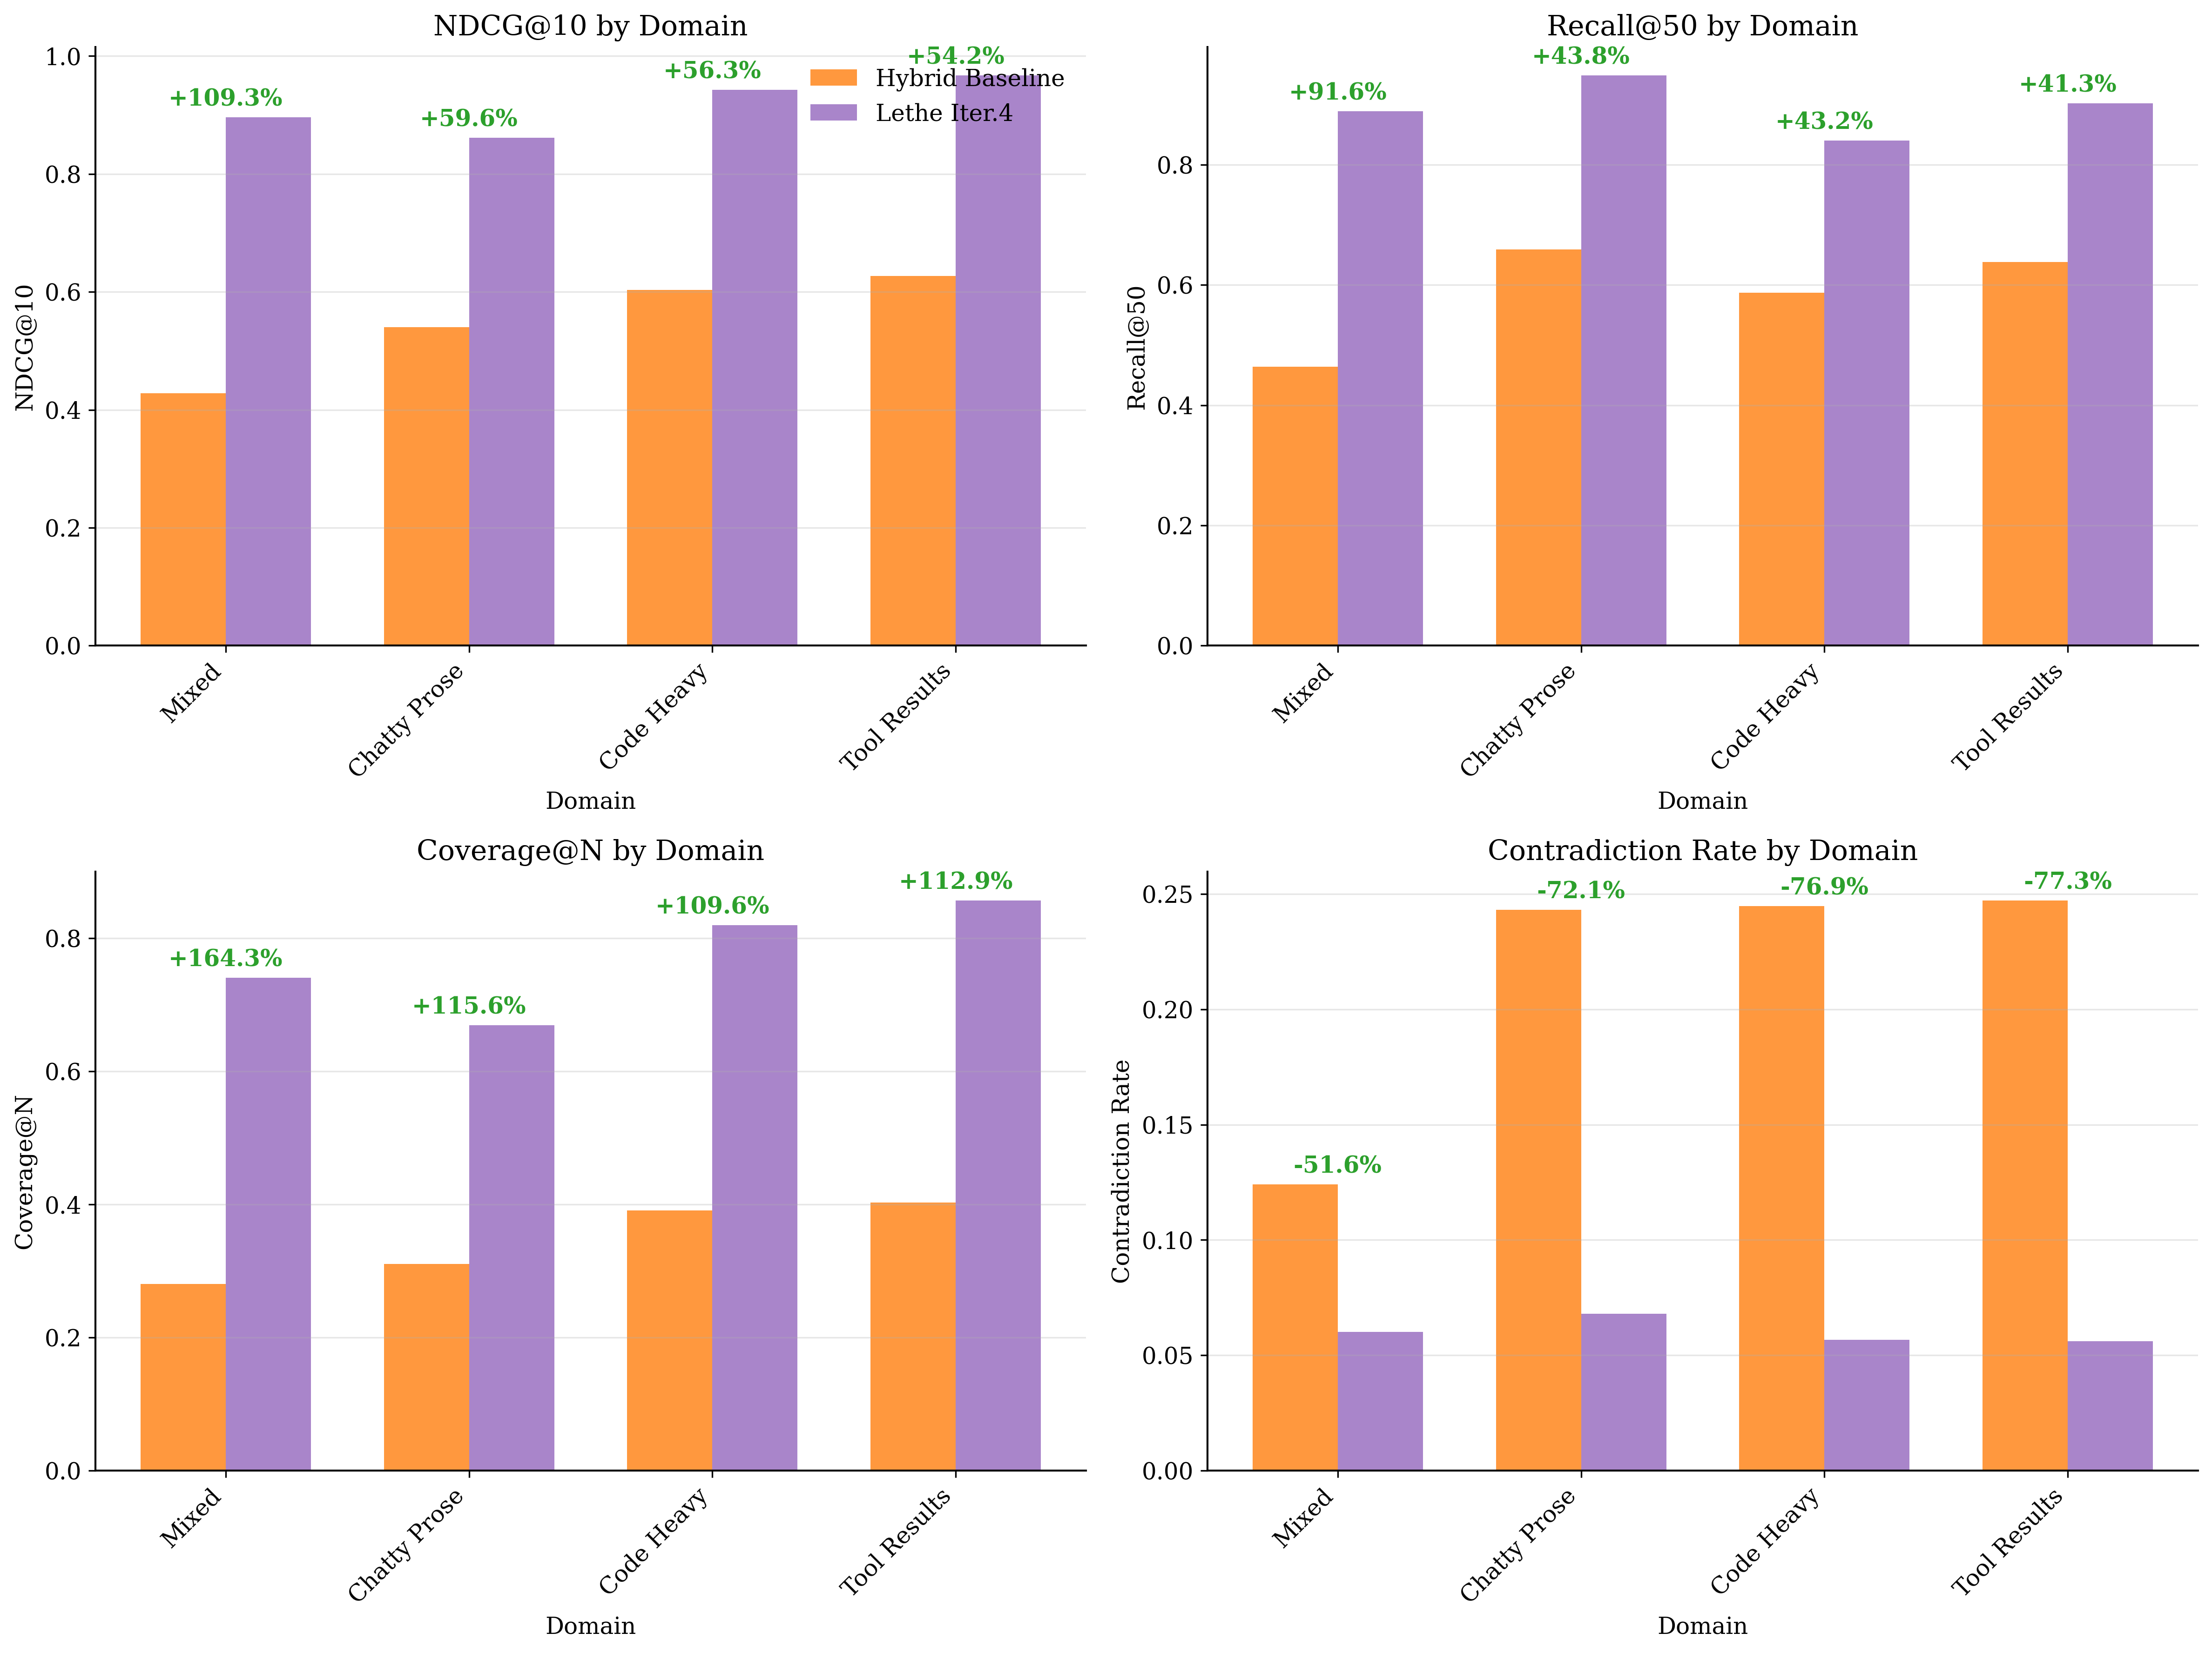 NDCG@10 by Domain
+109.3%
+59.6%
+56.3%
+54.2%
Hybrid Baseline
Lethe Iter.4
NDCG@10
1.0
0.8
0.6
0.4
0.2
0.0
Mixed
Chatty Prose
Code Heavy
Tool Results
Domain
Recall@50 by Domain
+91.6%
+43.8%
+43.2%
+41.3%
Recall@50
0.8
0.6
0.4
0.2
0.0
Mixed
Chatty Prose
Code Heavy
Tool Results
Domain
Coverage@N by Domain
+164.3%
+115.6%
+109.6%
+112.9%
Coverage@N
0.8
0.6
0.4
0.2
0.0
Mixed
Chatty Prose
Code Heavy
Tool Results
Domain
Contradiction Rate by Domain
-51.6%
-72.1%
-76.9%
-77.3%
Contradiction Rate
0.25
0.20
0.15
0.10
0.05
0.00
Mixed
Chatty Prose
Code Heavy
Tool Results
Domain